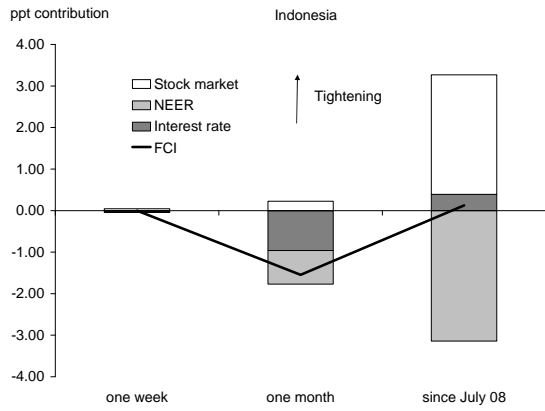 ppt contribution
Indonesia
4.00
3.00
2.00
1.00
0.00
-1.00
-2.00
-3.00
-4.00
Stock market
NEER
Interest rate
FCI
Tightening
one week
one month
since July 08